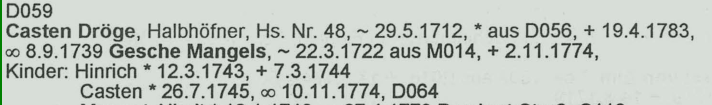 D059
Casten Dröge, Halbhöfner, Hs. Nr. 48, ~ 29.5.1712, * aus D056, + 19.4.1783,
∞ 8.9.1739 Gesche Mangels, ~ 22.3.1722 aus M014, + 2.11.1774,
Kinder: Hinrich * 12.3.1743, + 7.3.1744
Casten * 26.7.1745, ∞ 10.11.1774, D064